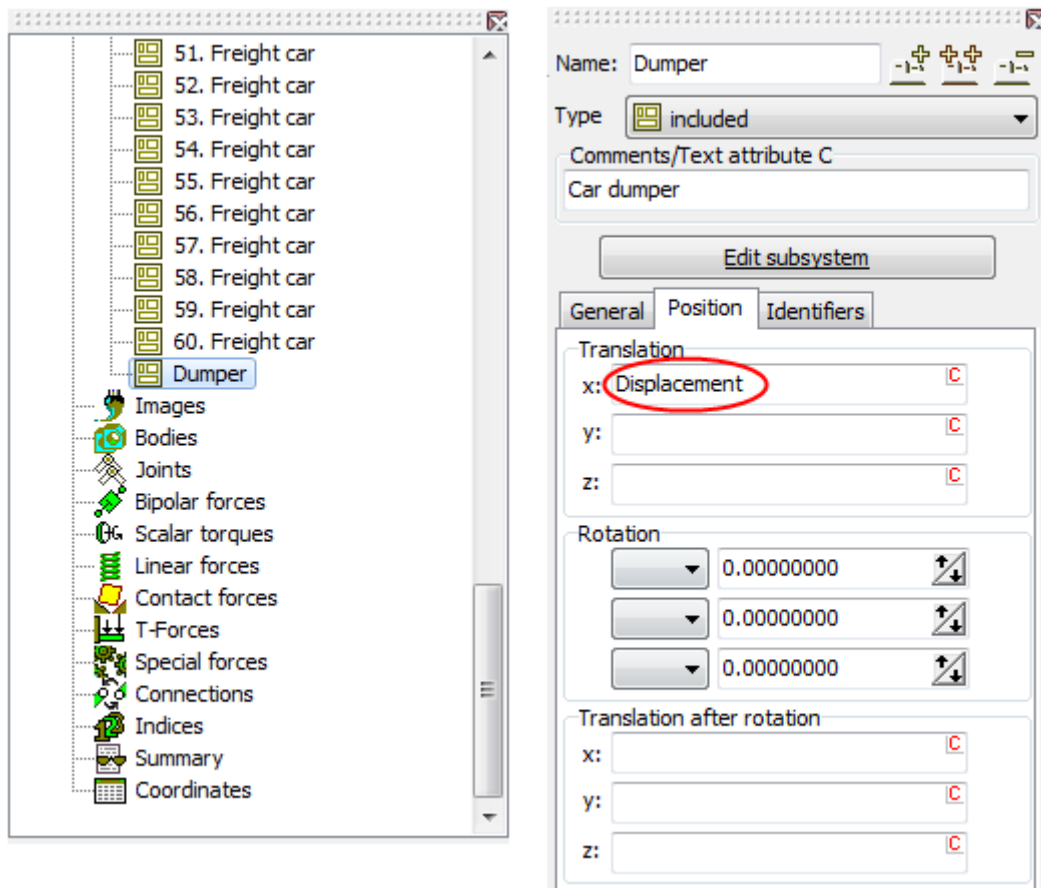 51. Freight car
52. Freight car
53. Freight car
54. Freight car
55. Freight car
56. Freight car
57. Freight car
58. Freight car
59. Freight car
60. Freight car
Dumper
Images
Bodies
Joints
Bipolar forces
Scalar torques
Linear forces
Contact forces
T-Forces
Special forces
Connections
Indices
Summary
Coordinates
Name: Dumper
Type included
Comments/Text attribute C
Car dumper
Edit subsystem
General Position Identifiers
Translation
x: Displacement C
y: C
z: C
Rotation
0.00000000
0.00000000
0.00000000
Translation after rotation
x: C
y: C
z: C